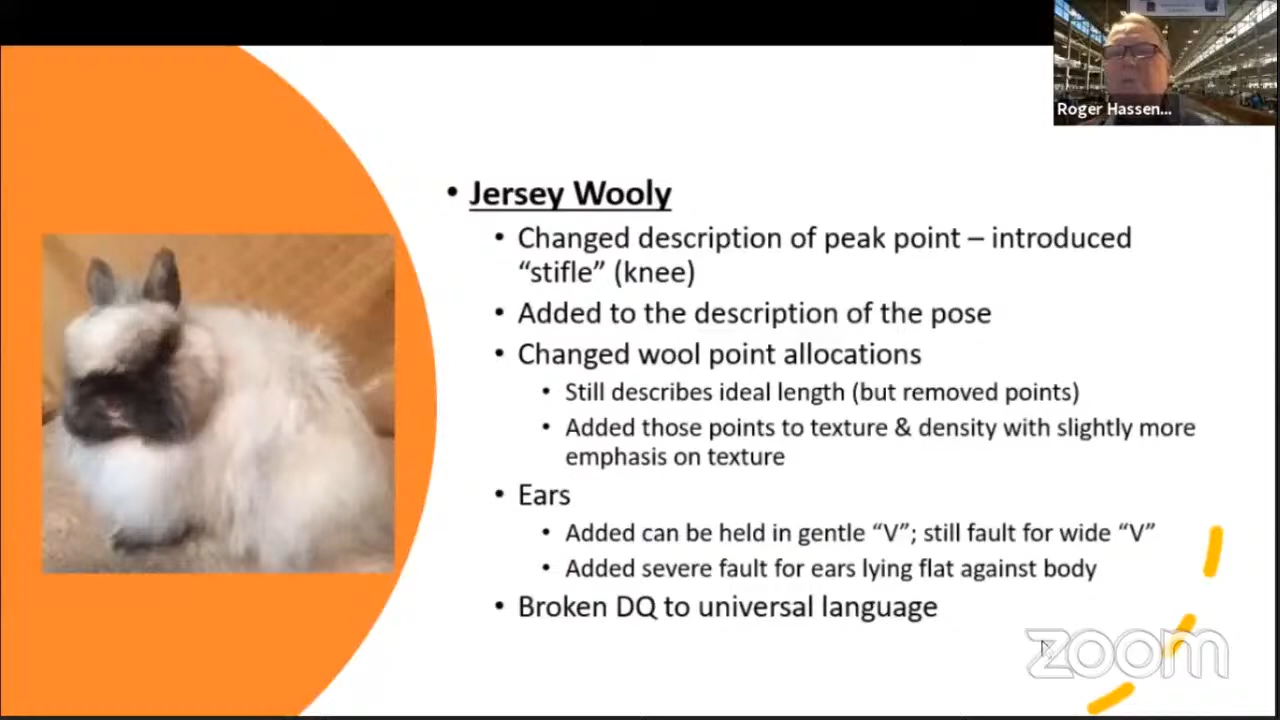 Roger Hassen...
• Jersey Wooly
• Changed description of peak point – introduced
“stifle” (knee)
• Added to the description of the pose
• Changed wool point allocations
• Still describes ideal length (but removed points)
• Added those points to texture & density with slightly more
emphasis on texture
• Ears
• Added can be held in gentle “V”; still fault for wide “V”
• Added severe fault for ears lying flat against body
• Broken DQ to universal language
zoom